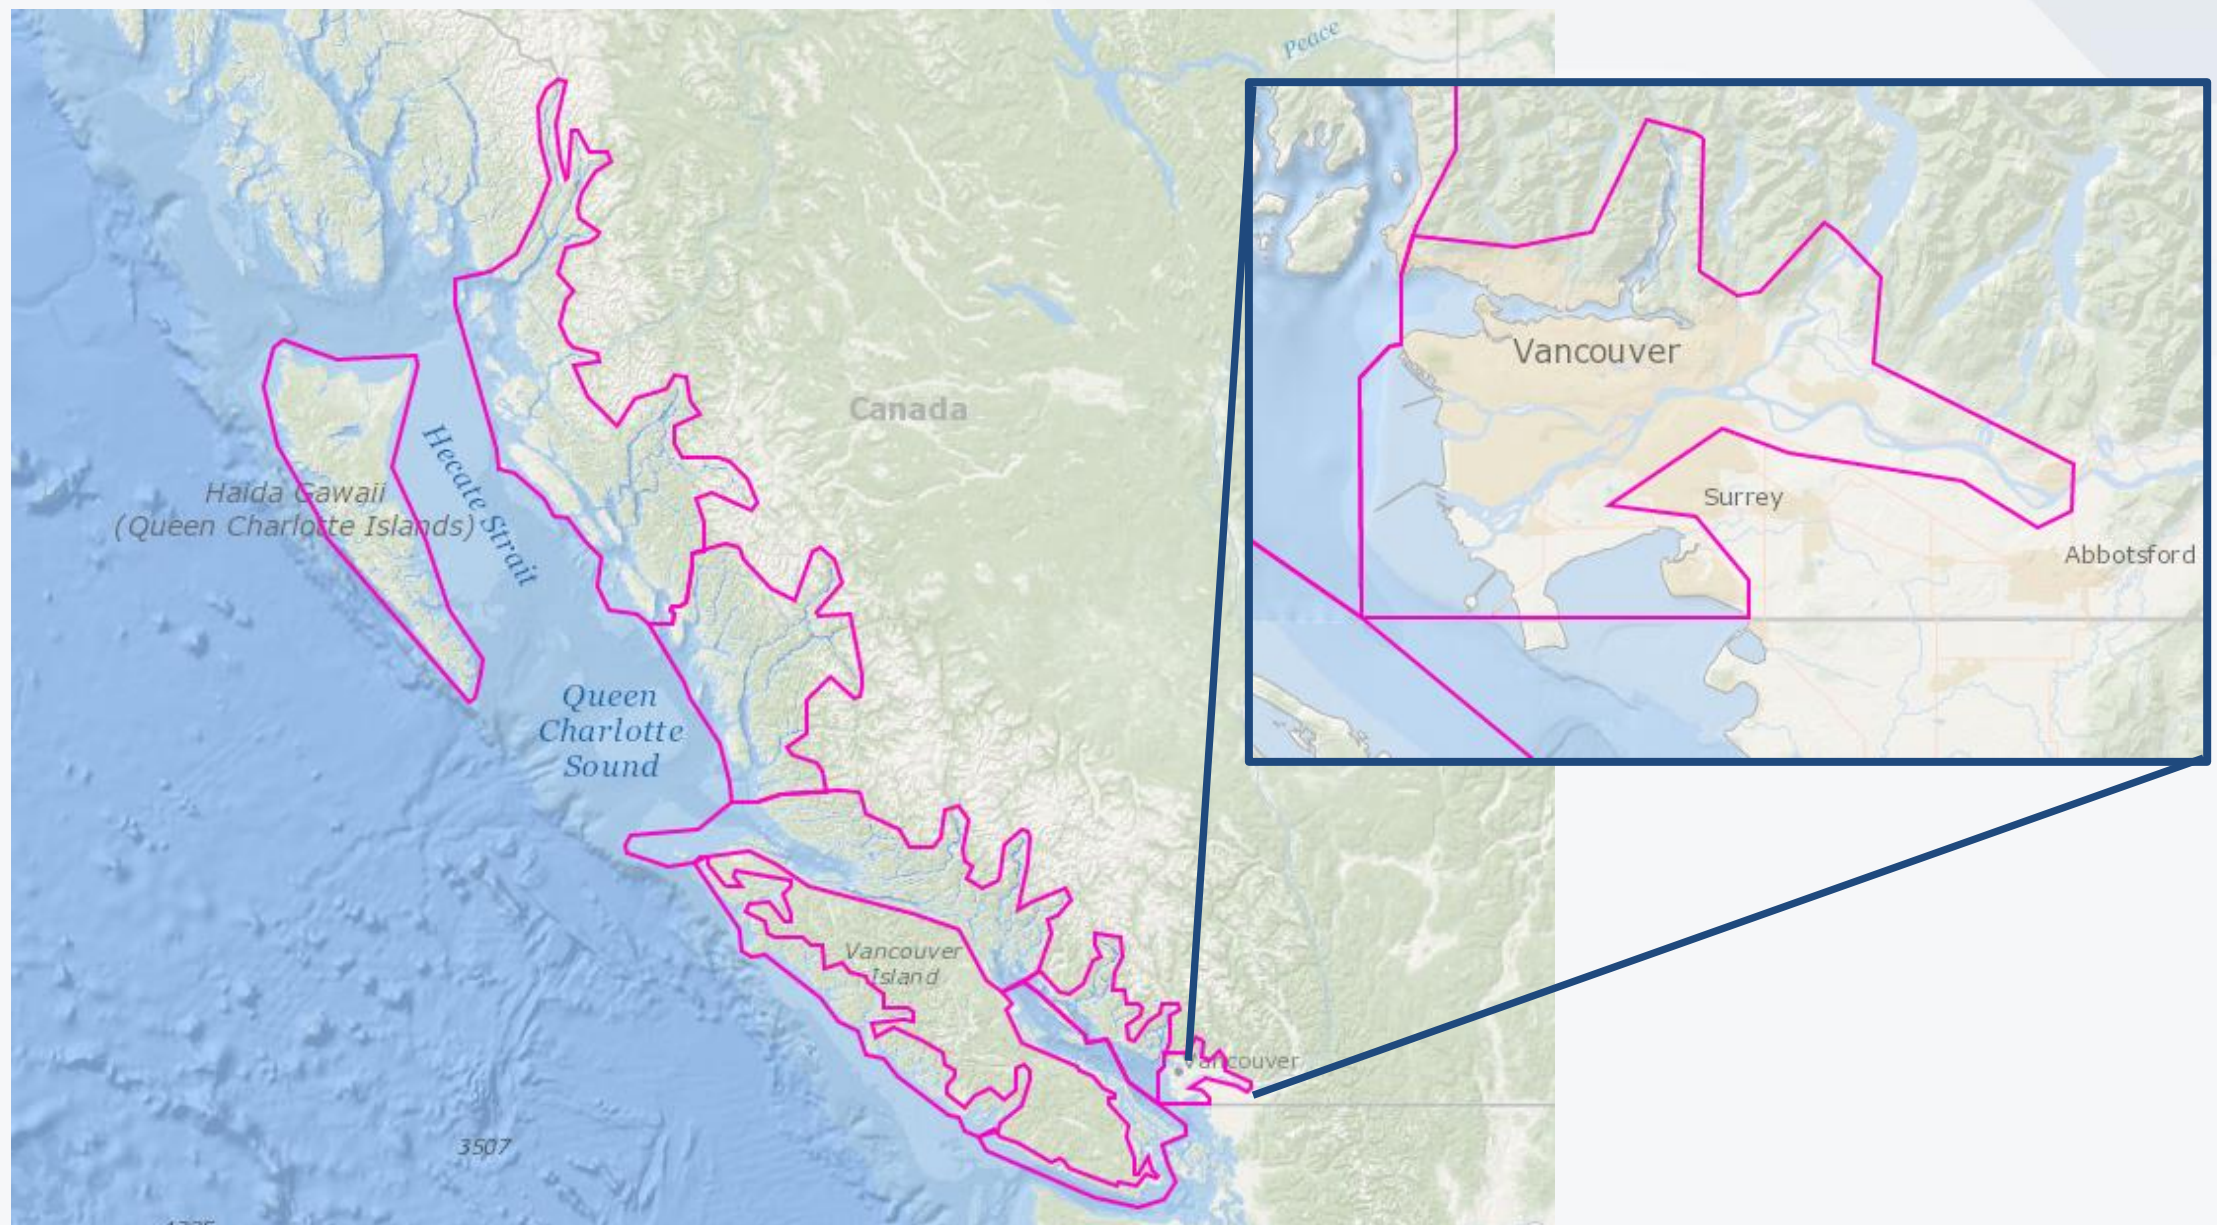 Peace
Canada
Hecate Strait
Haida Gawaii
(Queen Charlotte Islands)
Queen
Charlotte
Sound
Vancouver
Island
Vancouver
3507
Vancouver
Surrey
Abbotsford